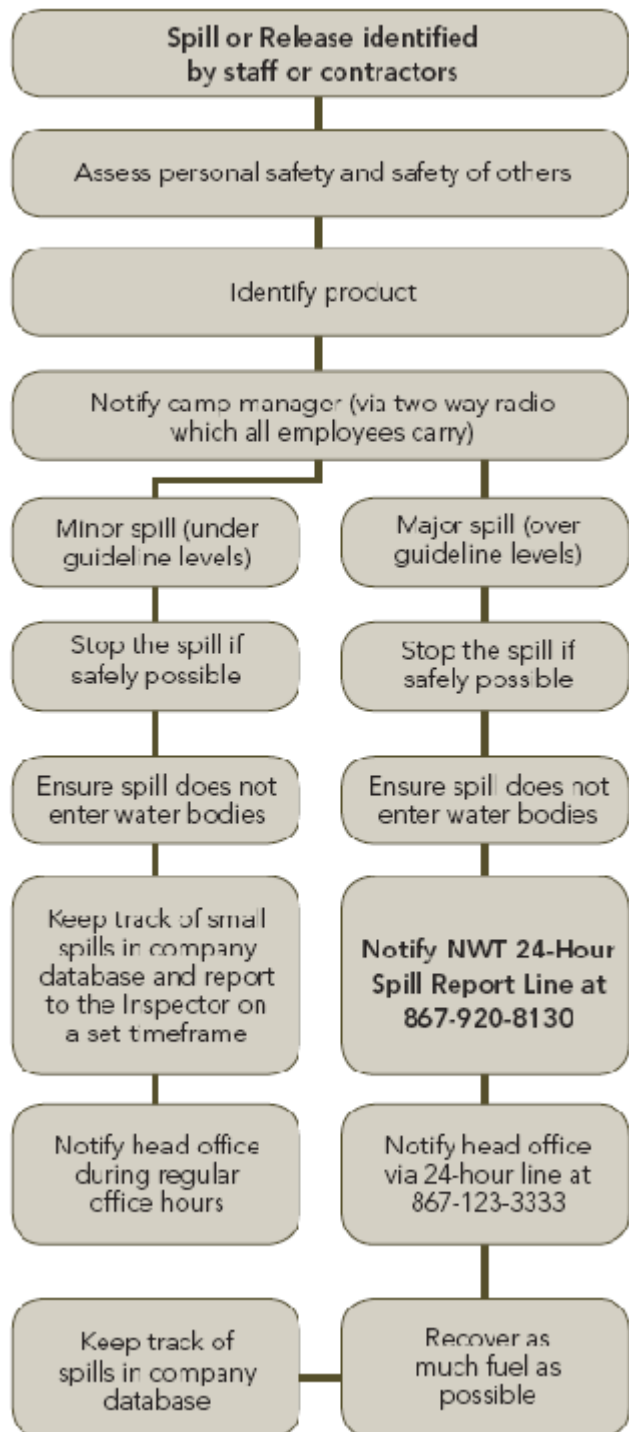 Spill or Release identified
by staff or contractors
Assess personal safety and safety of others
Identify product
Notify camp manager (via two way radio
which all employees carry)
Minor spill (under
guideline levels)
Stop the spill if
safely possible
Ensure spill does not
enter water bodies
Keep track of small
spills in company
database and report
to the Inspector on
a set timeframe
Notify head office
during regular
office hours
Major spill (over
guideline levels)
Stop the spill if
safely possible
Ensure spill does not
enter water bodies
Notify NWT 24-Hour
Spill Report Line at
867-920-8130
Notify head office
via 24-hour line at
867-123-3333
Recover as
much fuel as
possible
Keep track of
spills in company
database